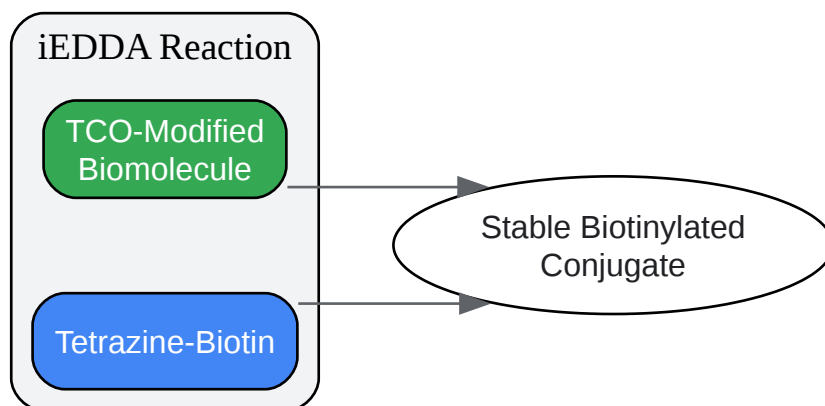 iEDDA Reaction
TCO-Modified
Biomolecule
Stable Biotinylated
Conjugate
Tetrazine-Biotin